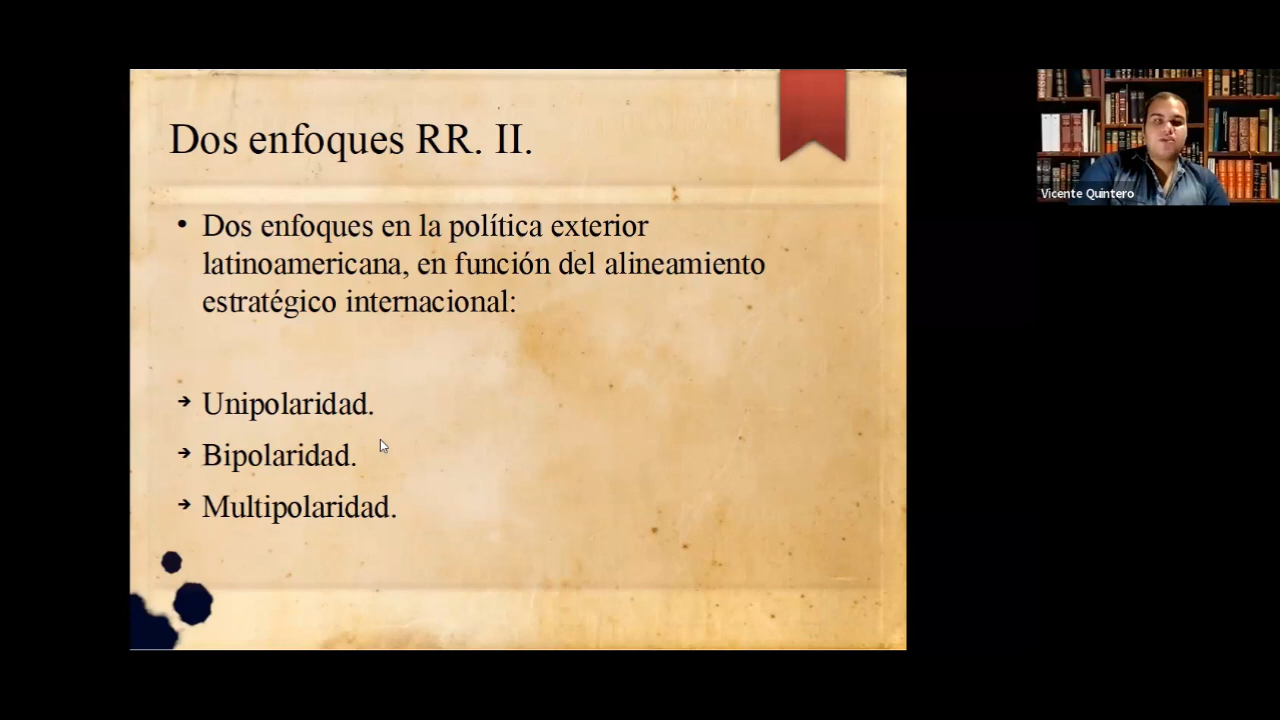 Dos enfoques RR. II.
Dos enfoques en la política exterior
latinoamericana, en función del alineamiento
estratégico internacional:
Unipolaridad.
Bipolaridad.
Multipolaridad.
Vicente Quintero